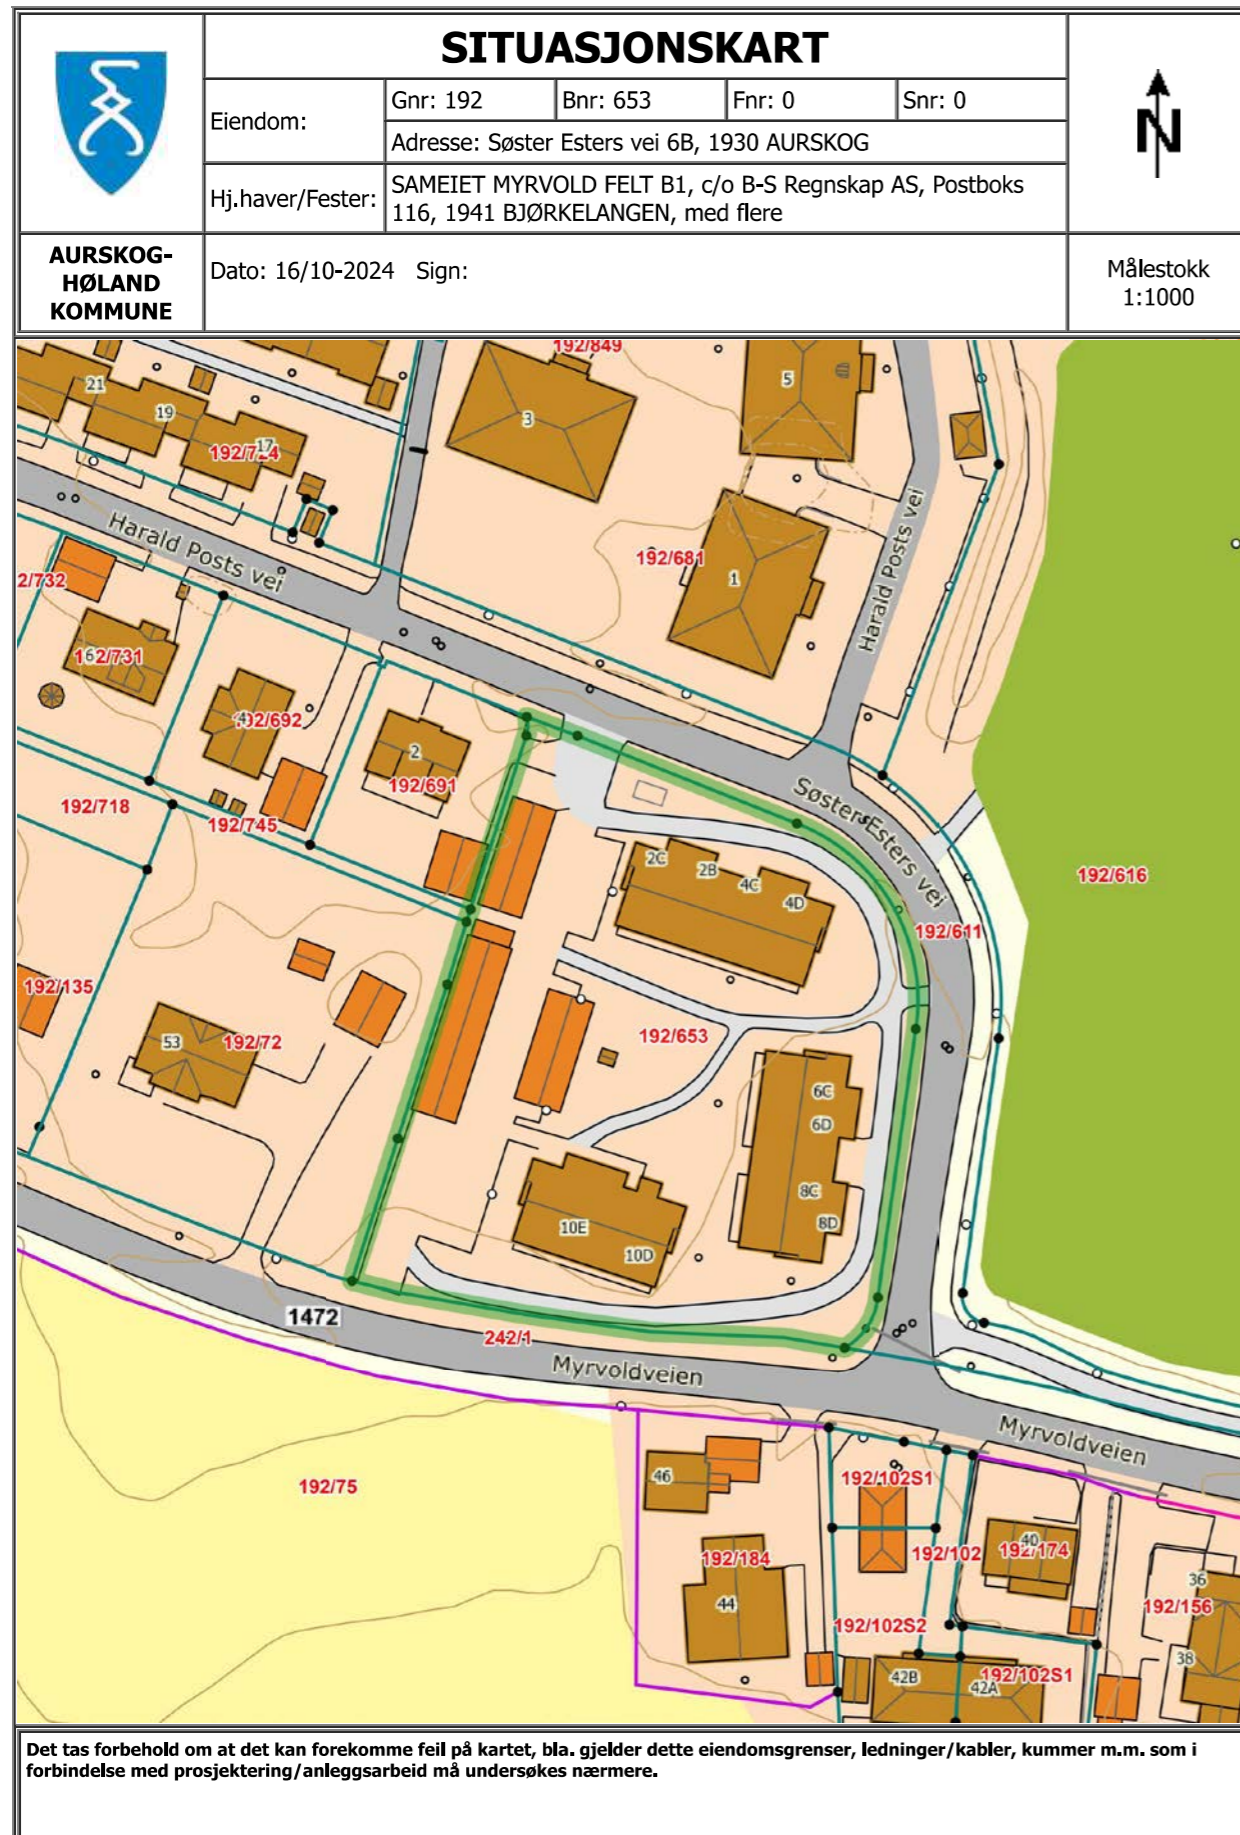 SITUASJONSKART
Eiendom:
Gnr: 192
Bnr: 653
Fnr: 0
Snr: 0
Adresse: Søster Esters vei 6B, 1930 AURSKOG
Hj.haver/Fester:
SAMEIET MYRVOLD FELT B1, c/o B-S Regnskap AS, Postboks
116, 1941 BJØRKELANGEN, med flere
N
AURSKOG-
HØLAND
KOMMUNE
Dato: 16/10-2024 Sign:
Målestokk
1:1000
192/849
21
19
17
192/724
3
5
Harald Posts vei
Harald Posts vei
192/681
1
2/732
6
192/731
4
192/692
2
192/691
192/718
192/745
Søster Esters vei
2C
2B
4C
4D
192/616
192/611
192/135
53
192/72
192/653
6C
6D
8C
8D
10E
10D
1472
242/1
Myrvoldveien
Myrvoldveien
192/75
46
192/102S1
192/184
192/102
40
192/174
44
36
192/156
192/102S2
38
42B
42A
192/102S1
Det tas forbehold om at det kan forekomme feil på kartet, bla. gjelder dette eiendomsgrenser, ledninger/kabler, kummer m.m. som i
forbindelse med prosjektering/anleggsarbeid må undersøkes nærmere.